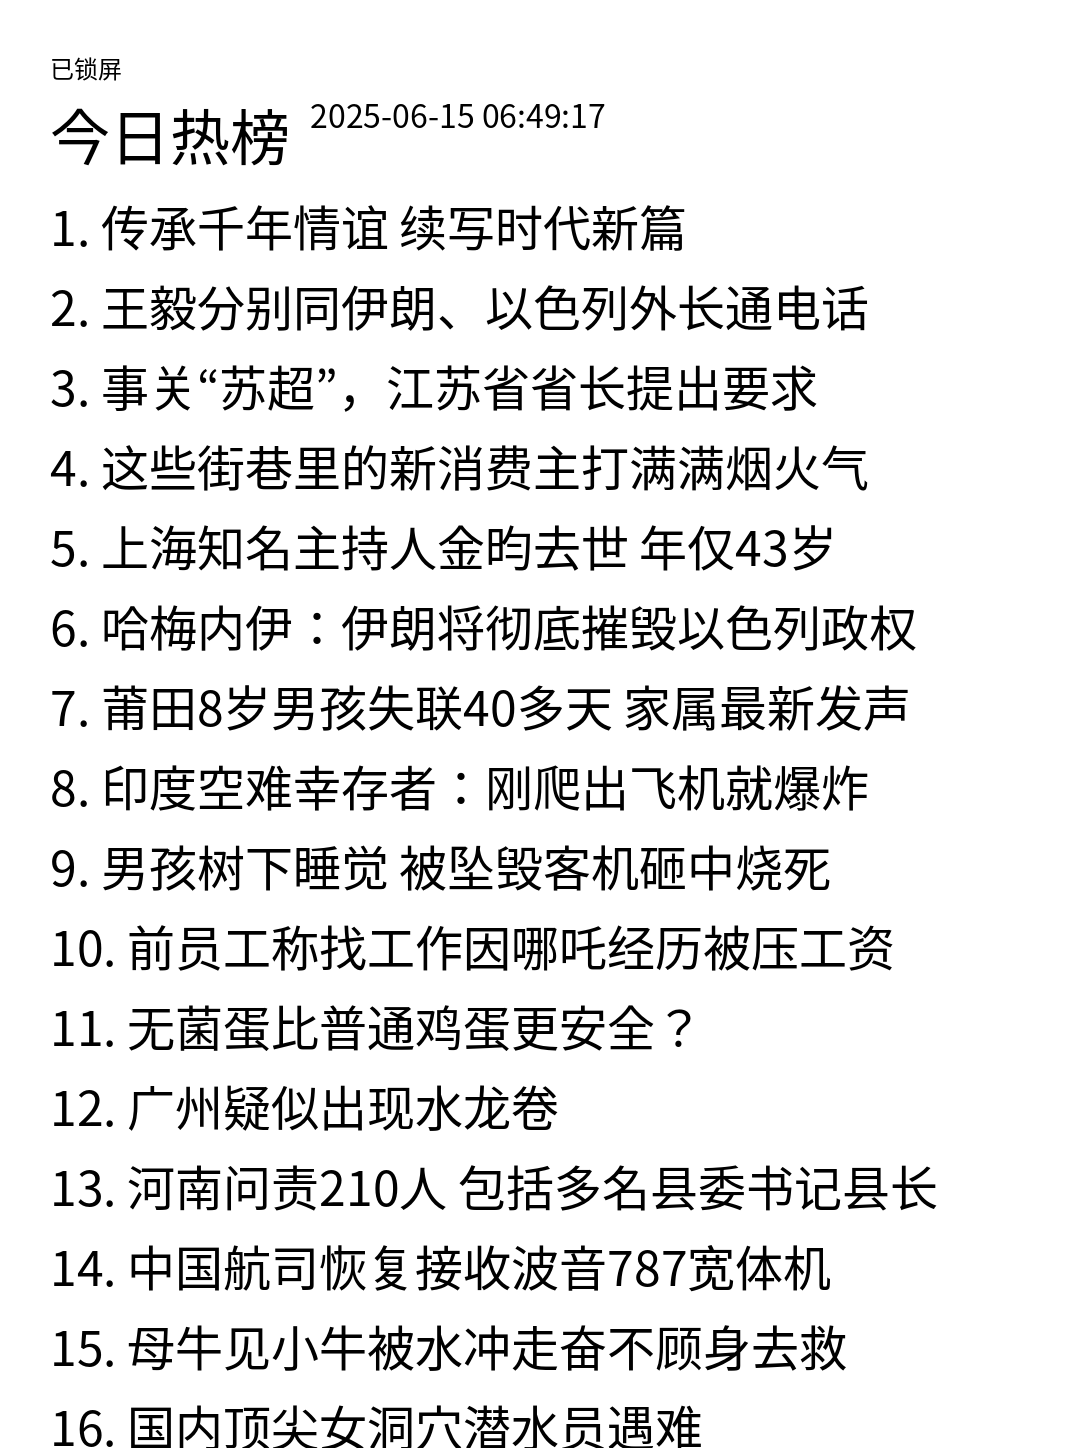 已锁屏
今日热榜 2025-06-15 06:49:17
1. 传承千年情谊 续写时代新篇
2. 王毅分别同伊朗、以色列外长通电话
3. 事关“苏超”，江苏省省长提出要求
4. 这些街巷里的新消费主打满满烟火气
5. 上海知名主持人金昀去世 年仅43岁
6. 哈梅内伊：伊朗将彻底摧毁以色列政权
7. 莆田8岁男孩失联40多天 家属最新发声
8. 印度空难幸存者：刚爬出飞机就爆炸
9. 男孩树下睡觉 被坠毁客机砸中烧死
10. 前员工称找工作因哪吒经历被压工资
11. 无菌蛋比普通鸡蛋更安全？
12. 广州疑似出现水龙卷
13. 河南问责210人 包括多名县委书记县长
14. 中国航司恢复接收波音787宽体机
15. 母牛见小牛被水冲走奋不顾身去救
16. 国内顶尖女洞穴潜水员遇难